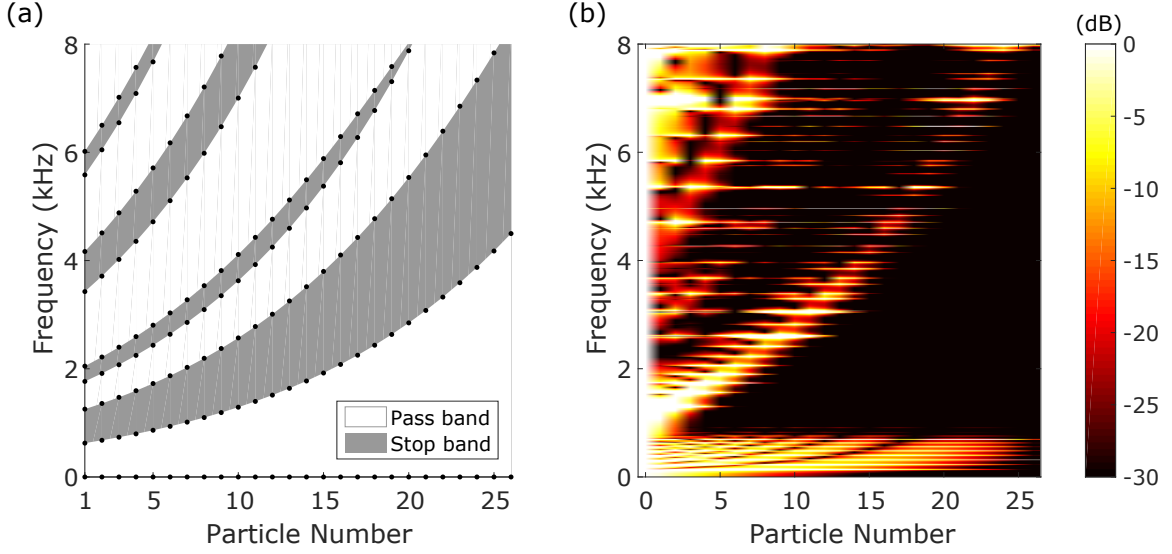 (a)
8
6
4
2
0
Frequency (kHz)
1 5 10 15 20 25
Particle Number
Pass band
Stop band
(b)
8
6
4
2
0
Frequency (kHz)
0 5 10 15 20 25
Particle Number
(dB)
0
-5
-10
-15
-20
-25
-30